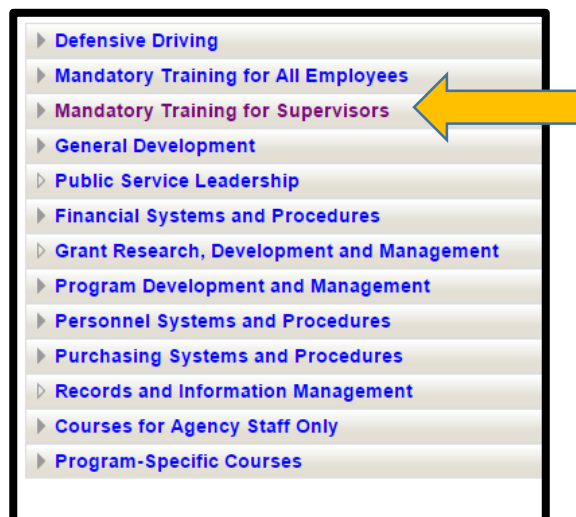 Defensive Driving
Mandatory Training for All Employees
Mandatory Training for Supervisors
General Development
Public Service Leadership
Financial Systems and Procedures
Grant Research, Development and Management
Program Development and Management
Personnel Systems and Procedures
Purchasing Systems and Procedures
Records and Information Management
Courses for Agency Staff Only
Program-Specific Courses